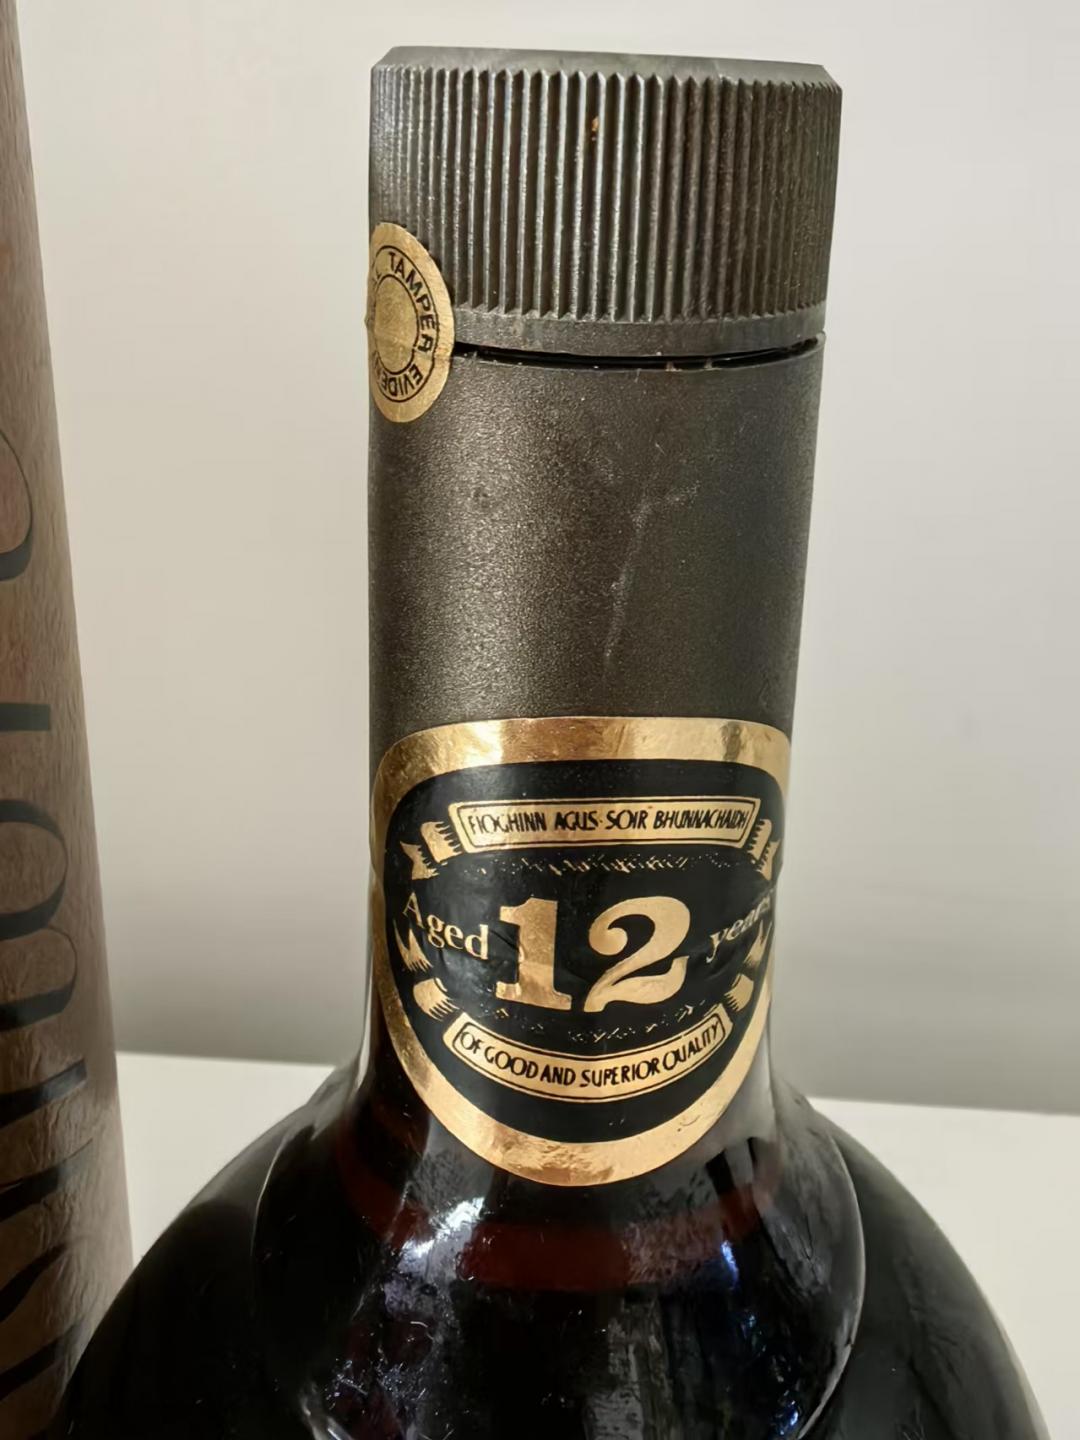 TAMPER EVIDENT
FIOGHINN AGUS·SOIR BHUNNACHAIDH
Aged 12 years
OF GOOD AND SUPERIOR QUALITY